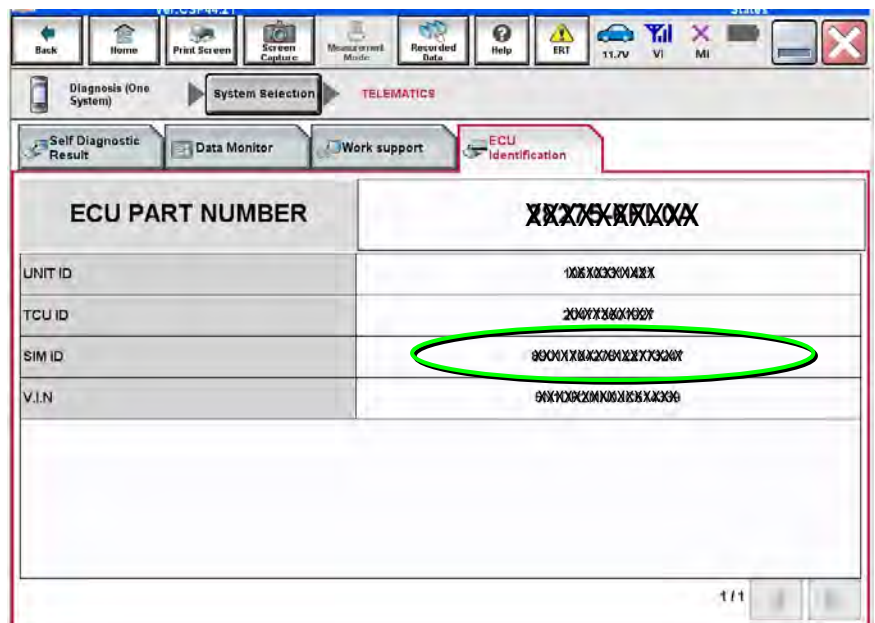 Back
Home
Print Screen
Screen Capture
Measurement Mode
Recorded Data
Help
ERT
11.7V
VI
MI
Diagnosis (One System)
System Selection
TELEMATICS
Self Diagnostic Result
Data Monitor
Work support
ECU Identification
ECU PART NUMBER
UNIT ID
TCU ID
SIM ID
V.I.N
1/1